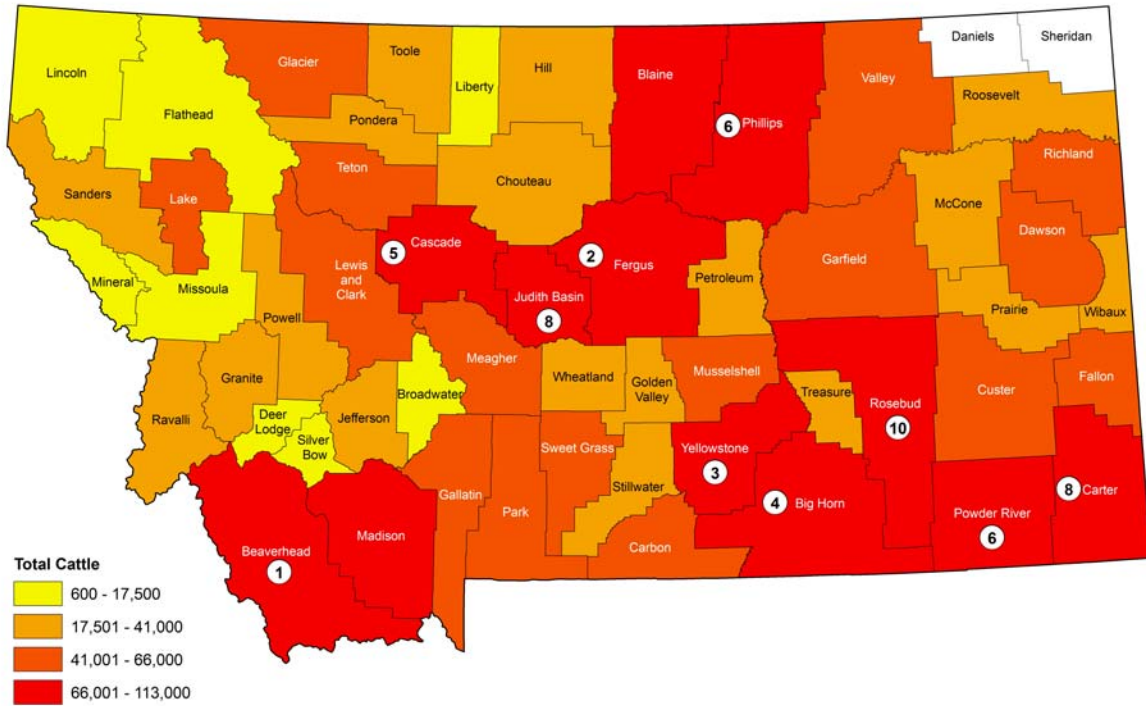 Daniels
Sheridan
Toole
Glacier
Hill
Blaine
Lincoln
Liberty
Valley
Roosevelt
Flathead
Pondera
6
Phillips
Richland
Teton
Chouteau
Sanders
Lake
McCone
Dawson
5
Cascade
2
Fergus
Garfield
Lewis
and
Clark
Petroleum
Mineral
Missoula
Judith Basin
8
Prairie
Wibaux
Powell
Meagher
Musselshell
Granite
Wheatland
Golden
Valley
Custer
Fallon
Broadwater
Treasure
Rosebud
10
Ravalli
Deer
Lodge
Jefferson
Silver
Bow
Sweet Grass
Yellowstone
3
Stillwater
Gallatin
Park
4
Big Horn
8
Carter
Powder River
6
Madison
Carbon
Beaverhead
1
Total Cattle
600 - 17,500
17,501 - 41,000
41,001 - 66,000
66,001 - 113,000